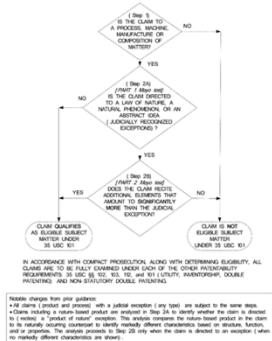 ( Step 1)
IS THE CLAIM TO
A PROCESS, MACHINE,
MANUFACTURE OR
COMPOSITION OF
MATTER?
NO
YES
( Step 2A)
[PART 1 Mayo test]
IS THE CLAIM DIRECTED
TO A LAW OF NATURE, A
NATURAL PHENOMENON, OR AN
ABSTRACT IDEA
( JUDICIALLY RECOGNIZED
EXCEPTIONS) ?
NO
YES
( Step 2B)
[PART 2 Mayo test]
DOES THE CLAIM RECITE
ADDITIONAL ELEMENTS THAT
AMOUNT TO SIGNIFICANTLY
MORE THAN THE JUDICIAL
EXCEPTION?
YES
NO
CLAIM QUALIFIES
AS ELIGIBLE SUBJECT
MATTER UNDER
35 USC 101
CLAIM IS NOT
ELIGIBLE SUBJECT
MATTER
UNDER 35 USC 101
IN ACCORDANCE WITH COMPACT PROSECUTION, ALONG WITH DETERMINING ELIGIBILITY, ALL
CLAIMS ARE TO BE FULLY EXAMINED UNDER EACH OF THE OTHER PATENTABILITY
REQUIREMENTS: 35 USC §§ 102, 103, 112, and 101 ( UTILITY, INVENTORSHIP, DOUBLE
PATENTING) AND NON-STATUTORY DOUBLE PATENTING.
Notable changes from prior guidance:
• All claims ( product and process) with a judicial exception ( any type) are subject to the same steps.
• Claims including a nature-based product are analyzed in Step 2A to identify whether the claim is directed
to ( recites) a "product of nature" exception. This analysis compares the nature-based product in the claim
to its naturally occurring counterpart to identify markedly different characteristics based on structure, function,
and or properties. The analysis proceeds to Step 2B only when the claim is directed to an exception ( when
no markedly different characteristics are shown) .